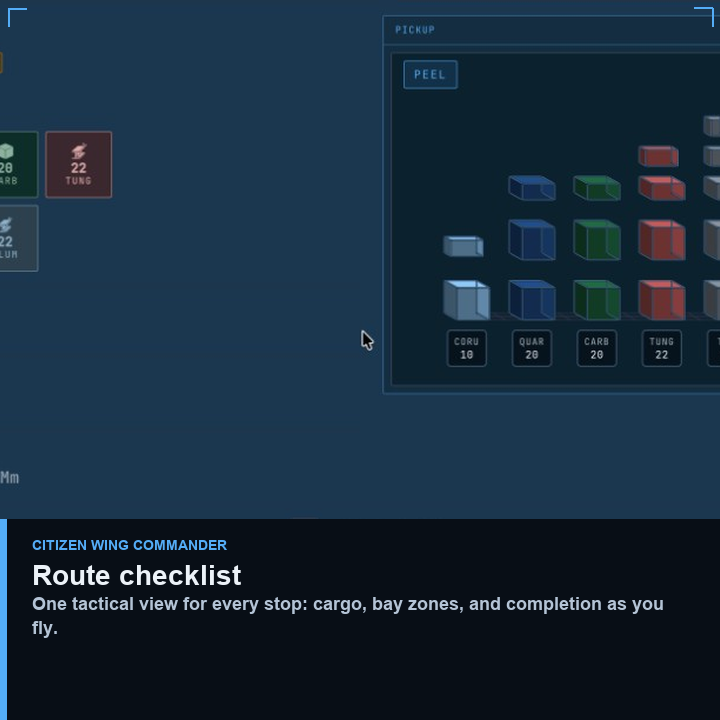 PICKUP
PEEL
20
ARB
22
TUNG
22
LUM
CORU
10
QUAR
20
CARB
20
TUNG
22
Mm
CITIZEN WING COMMANDER
Route checklist
One tactical view for every stop: cargo, bay zones, and completion as you
fly.